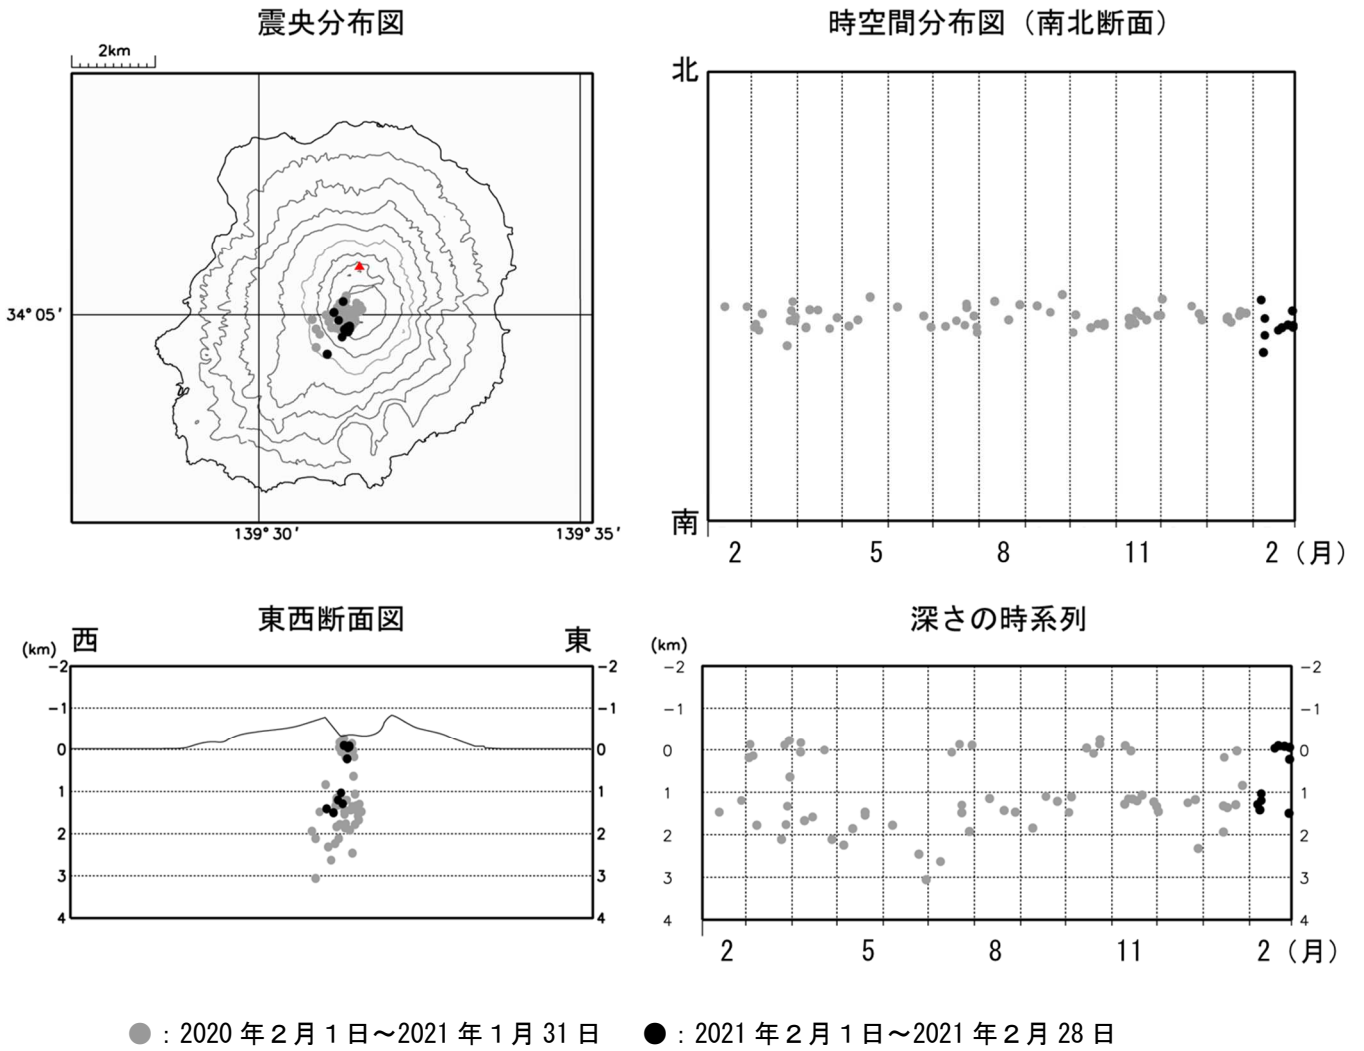 震央分布図
2km
34°05′
139°30′
139°35′
時空間分布図（南北断面）
北
南
2 5 8 11 2（月）
東西断面図
(km) 西 東
-2 -2
-1 -1
0 0
1 1
2 2
3 3
4 4
深さの時系列
(km)
-2 -2
-1 -1
0 0
1 1
2 2
3 3
4 4
2 5 8 11 2（月）
：2020年２月１日～2021年１月31日 ：2021年２月１日～2021年２月28日